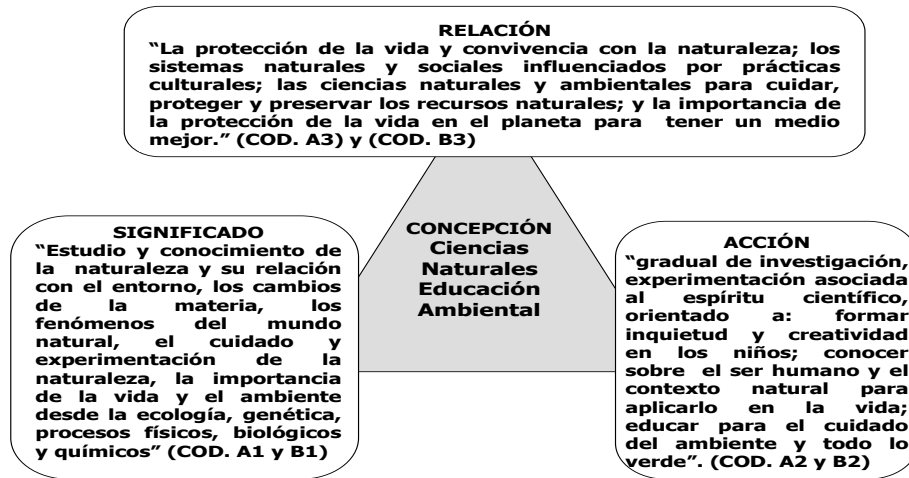 RELACIÓN
"La protección de la vida y convivencia con la naturaleza; los
sistemas naturales y sociales influenciados por prácticas
culturales; las ciencias naturales y ambientales para cuidar,
proteger y preservar los recursos naturales; y la importancia de
la protección de la vida en el planeta para tener un medio
mejor." (COD. A3) y (COD. B3)
SIGNIFICADO
"Estudio y conocimiento de
la naturaleza y su relación
con el entorno, los cambios
de la materia, los
fenómenos del mundo
natural, el cuidado y
experimentación de la
naturaleza, la importancia
de la vida y el ambiente
desde la ecología, genética,
procesos físicos, biológicos
y químicos" (COD. A1 y B1)
CONCEPCIÓN
Ciencias
Naturales
Educación
Ambiental
ACCIÓN
"gradual de investigación,
experimentación asociada
al espíritu científico,
orientado a: formar
inquietud y creatividad
en los niños; conocer
sobre el ser humano y el
contexto natural para
aplicarlo en la vida;
educar para el cuidado
del ambiente y todo lo
verde". (COD. A2 y B2)